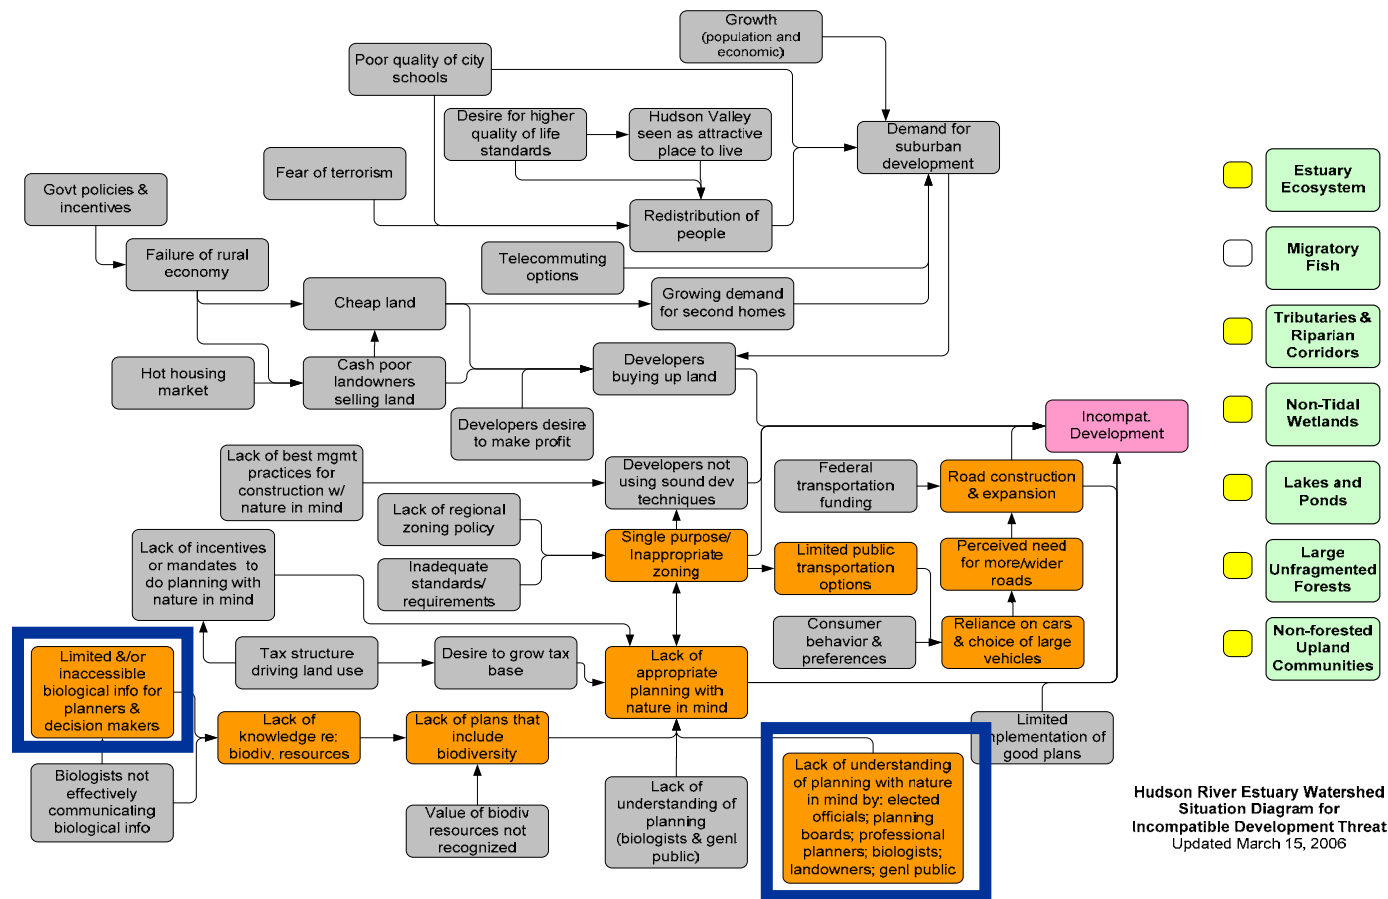 Growth
(population and
economic)
Poor quality of city
schools
Desire for higher
quality of life
standards
Hudson Valley
seen as attractive
place to live
Demand for
suburban
development
Fear of terrorism
Govt policies &
incentives
Redistribution of
people
Failure of rural
economy
Telecommuting
options
Cheap land
Growing demand
for second homes
Hot housing
market
Cash poor
landowners
selling land
Developers
buying up land
Developers desire
to make profit
Incompat.
Development
Lack of best mgmt
practices for
construction w/
nature in mind
Developers not
using sound dev
techniques
Federal
transportation
funding
Road construction
& expansion
Lack of regional
zoning policy
Single purpose/
Inappropriate
zoning
Lack of incentives
or mandates to
do planning with
nature in mind
Inadequate
standards/
requirements
Limited public
transportation
options
Perceived need
for more/wider
roads
Consumer
behavior &
preferences
Reliance on cars
& choice of large
vehicles
Limited &/or
inaccessible
biological info for
planners &
decision makers
Tax structure
driving land use
Desire to grow tax
base
Lack of
appropriate
planning with
nature in mind
Lack of
knowledge re:
biodiv. resources
Lack of plans that
include
biodiversity
Limited
implementation of
good plans
Biologists not
effectively
communicating
biological info
Value of biodiv
resources not
recognized
Lack of
understanding of
planning
(biologists & genl
public)
Lack of understanding
of planning with nature
in mind by: elected
officials; planning
boards; professional
planners; biologists;
landowners; genl public
Estuary
Ecosystem
Migratory
Fish
Tributaries &
Riparian
Corridors
Non-Tidal
Wetlands
Lakes and
Ponds
Large
Unfragmented
Forests
Non-forested
Upland
Communities
Hudson River Estuary Watershed
Situation Diagram for
Incompatible Development Threat
Updated March 15, 2006